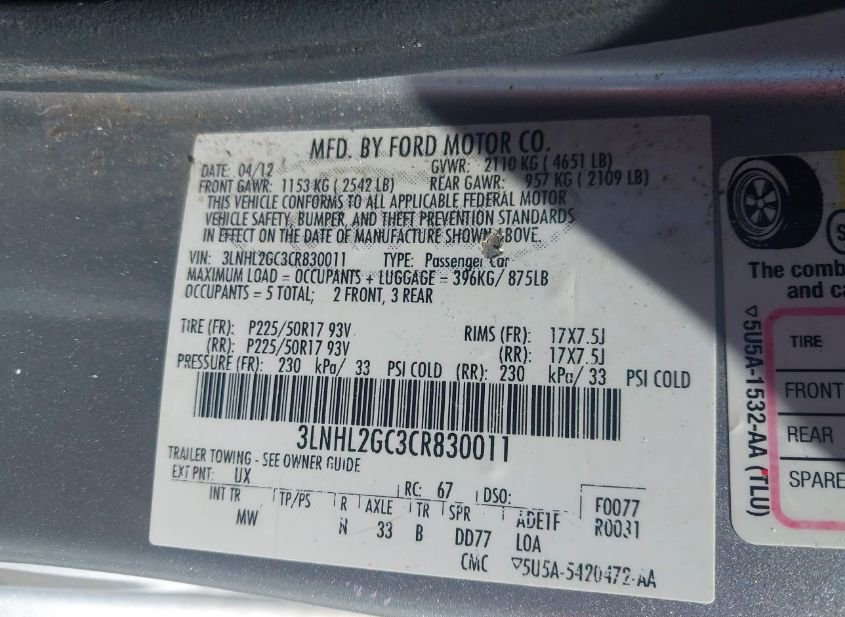 MFD. BY FORD MOTOR CO.
DATE: 04/12 GVWR: 2110 KG ( 4651 LB)
FRONT GAWR: 1153 KG ( 2542 LB) REAR GAWR: 957 KG ( 2109 LB)
THIS VEHICLE CONFORMS TO ALL APPLICABLE FEDERAL MOTOR
VEHICLE SAFETY, BUMPER, AND THEFT PREVENTION STANDARDS
IN EFFECT ON THE DATE OF MANUFACTURE SHOWN ABOVE.
VIN: 3LNHL2GC3CR830011 TYPE: Passenger Car
MAXIMUM LOAD = OCCUPANTS + LUGGAGE = 396KG/ 875LB
OCCUPANTS = 5 TOTAL; 2 FRONT, 3 REAR
TIRE (FR): P225/50R17 93V RIMS (FR): 17X7.5J
(RR): P225/50R17 93V (RR): 17X7.5J
PRESSURE (FR): 230 kPa/ 33 PSI COLD (RR): 230 kPa/ 33 PSI COLD
3LNHL2GC3CR830011
TRAILER TOWING - SEE OWNER GUIDE
EXT PNT: UX RC: 67 DSO: F0077
INT TR TP/PS R AXLE TR SPR ADE1F R0031
MW N 33 B DD77 LOA
CMC ▽5U5A-5420472-AA
The comb
and ca
TIRE
FRONT
REAR
SPARE
▽5U5A-1532-AA (TLU)